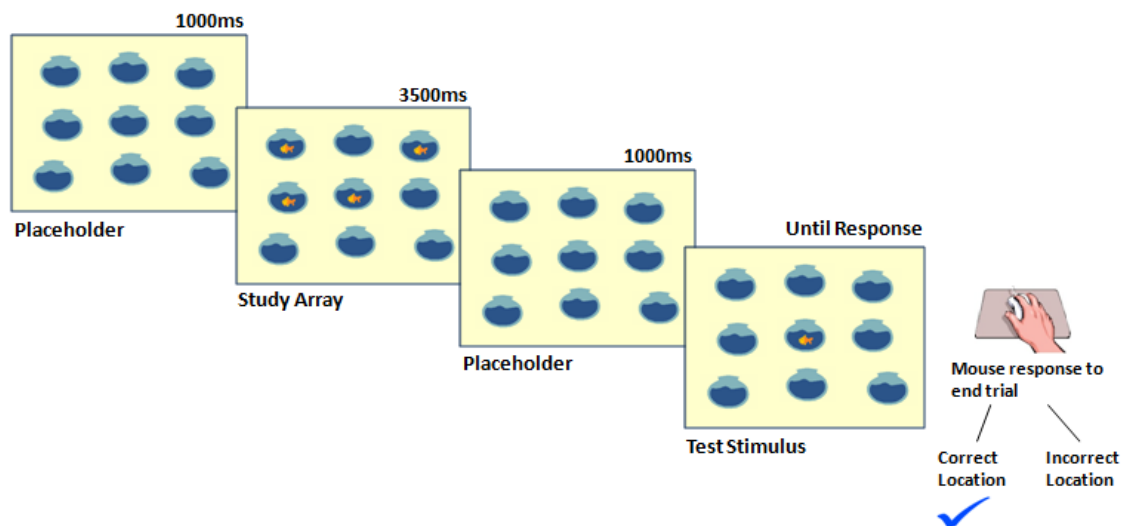 1000ms
Placeholder
3500ms
Study Array
1000ms
Placeholder
Until Response
Test Stimulus
Mouse response to
end trial
Correct
Location
Incorrect
Location